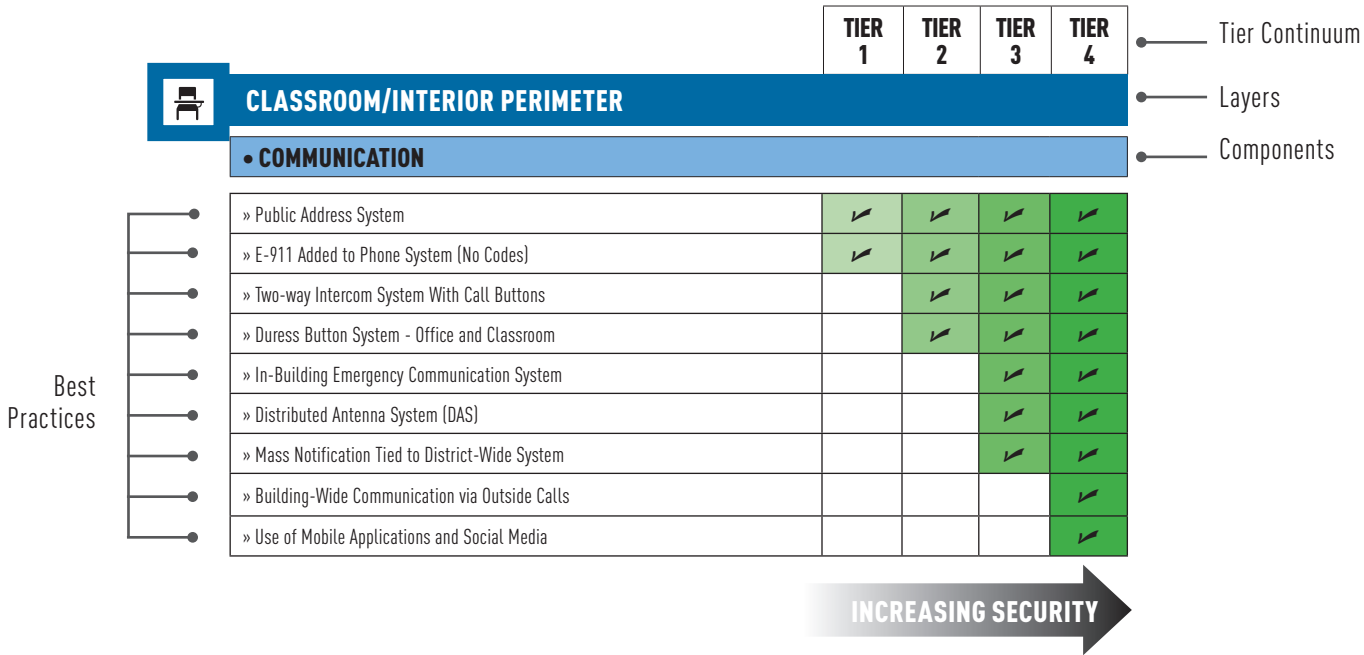 TIER 1
TIER 2
TIER 3
TIER 4
Tier Continuum
CLASSROOM/INTERIOR PERIMETER
Layers
• COMMUNICATION
Components
Best Practices
» Public Address System
» E-911 Added to Phone System (No Codes)
» Two-way Intercom System With Call Buttons
» Duress Button System - Office and Classroom
» In-Building Emergency Communication System
» Distributed Antenna System (DAS)
» Mass Notification Tied to District-Wide System
» Building-Wide Communication via Outside Calls
» Use of Mobile Applications and Social Media
INCREASING SECURITY